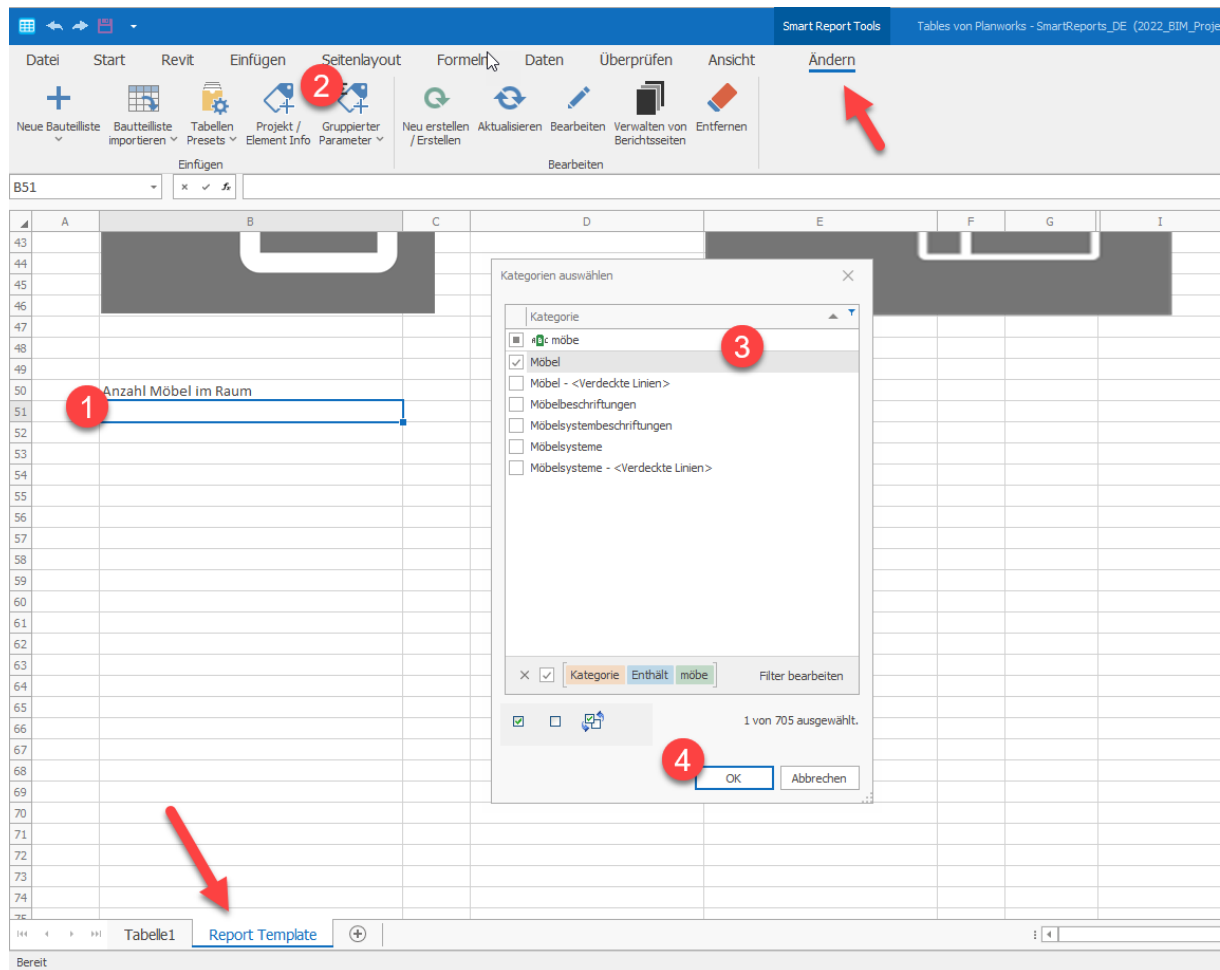 Smart Report Tools Tables von Planworks - SmartReports_DE (2022_BIM_Proje
Datei Start Revit Einfügen Seitenlayout Formeln Daten Überprüfen Ansicht Ändern
2
Neue Bauteilliste Bautteilliste importieren Tabellen Presets Projekt / Element Info Gruppierter Parameter Neu erstellen / Erstellen Aktualisieren Bearbeiten Verwalten von Berichtsseiten Entfernen
Einfügen Bearbeiten
B51 fx
A B C D E F G I
43
44
Kategorien auswählen
45
46
47 Kategorie
48 aBc möbe 3
49 Möbel
50 Anzahl Möbel im Raum Möbel - <Verdeckte Linien>
51 1 Möbelbeschriftungen
52 Möbelsystembeschriftungen
53 Möbelsysteme
54 Möbelsysteme - <Verdeckte Linien>
55
56
57
58
59
60
61
62
63
64 Kategorie Enthält möbe Filter bearbeiten
65
66 1 von 705 ausgewählt.
67
68 4 OK Abbrechen
69
70
71
72
73
74
75
Tabelle1 Report Template
Bereit